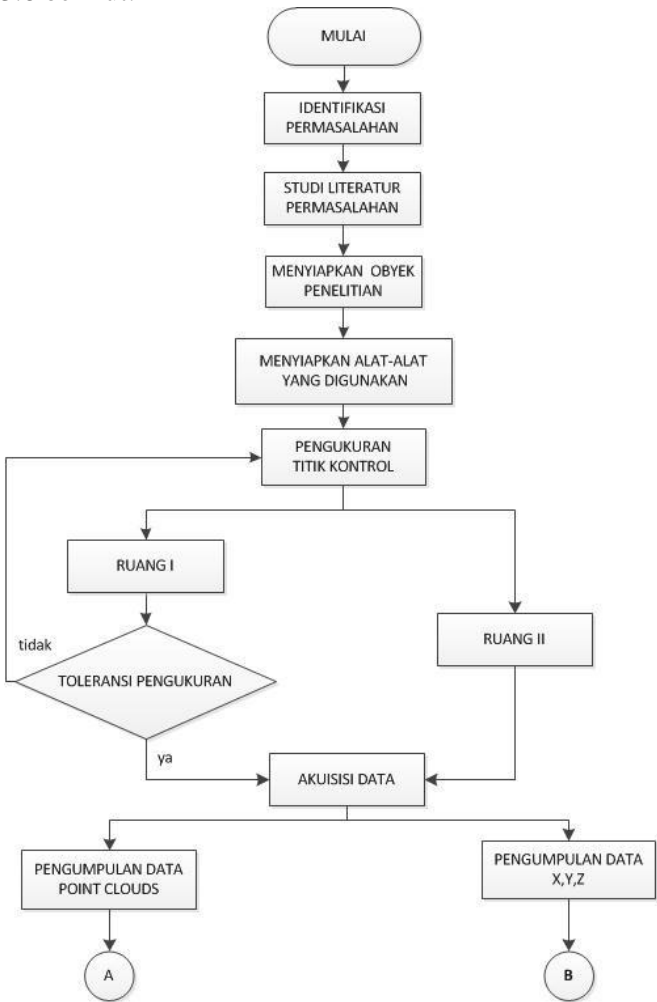 MULAI
IDENTIFIKASI
PERMASALAHAN
STUDI LITERATUR
PERMASALAHAN
MENYIAPKAN OBYEK
PENELITIAN
MENYIAPKAN ALAT-ALAT
YANG DIGUNAKAN
PENGUKURAN
TITIK KONTROL
RUANG I
RUANG II
tidak
TOLERANSI PENGUKURAN
ya
AKUISISI DATA
PENGUMPULAN DATA
POINT CLOUDS
PENGUMPULAN DATA
X,Y,Z
A
B